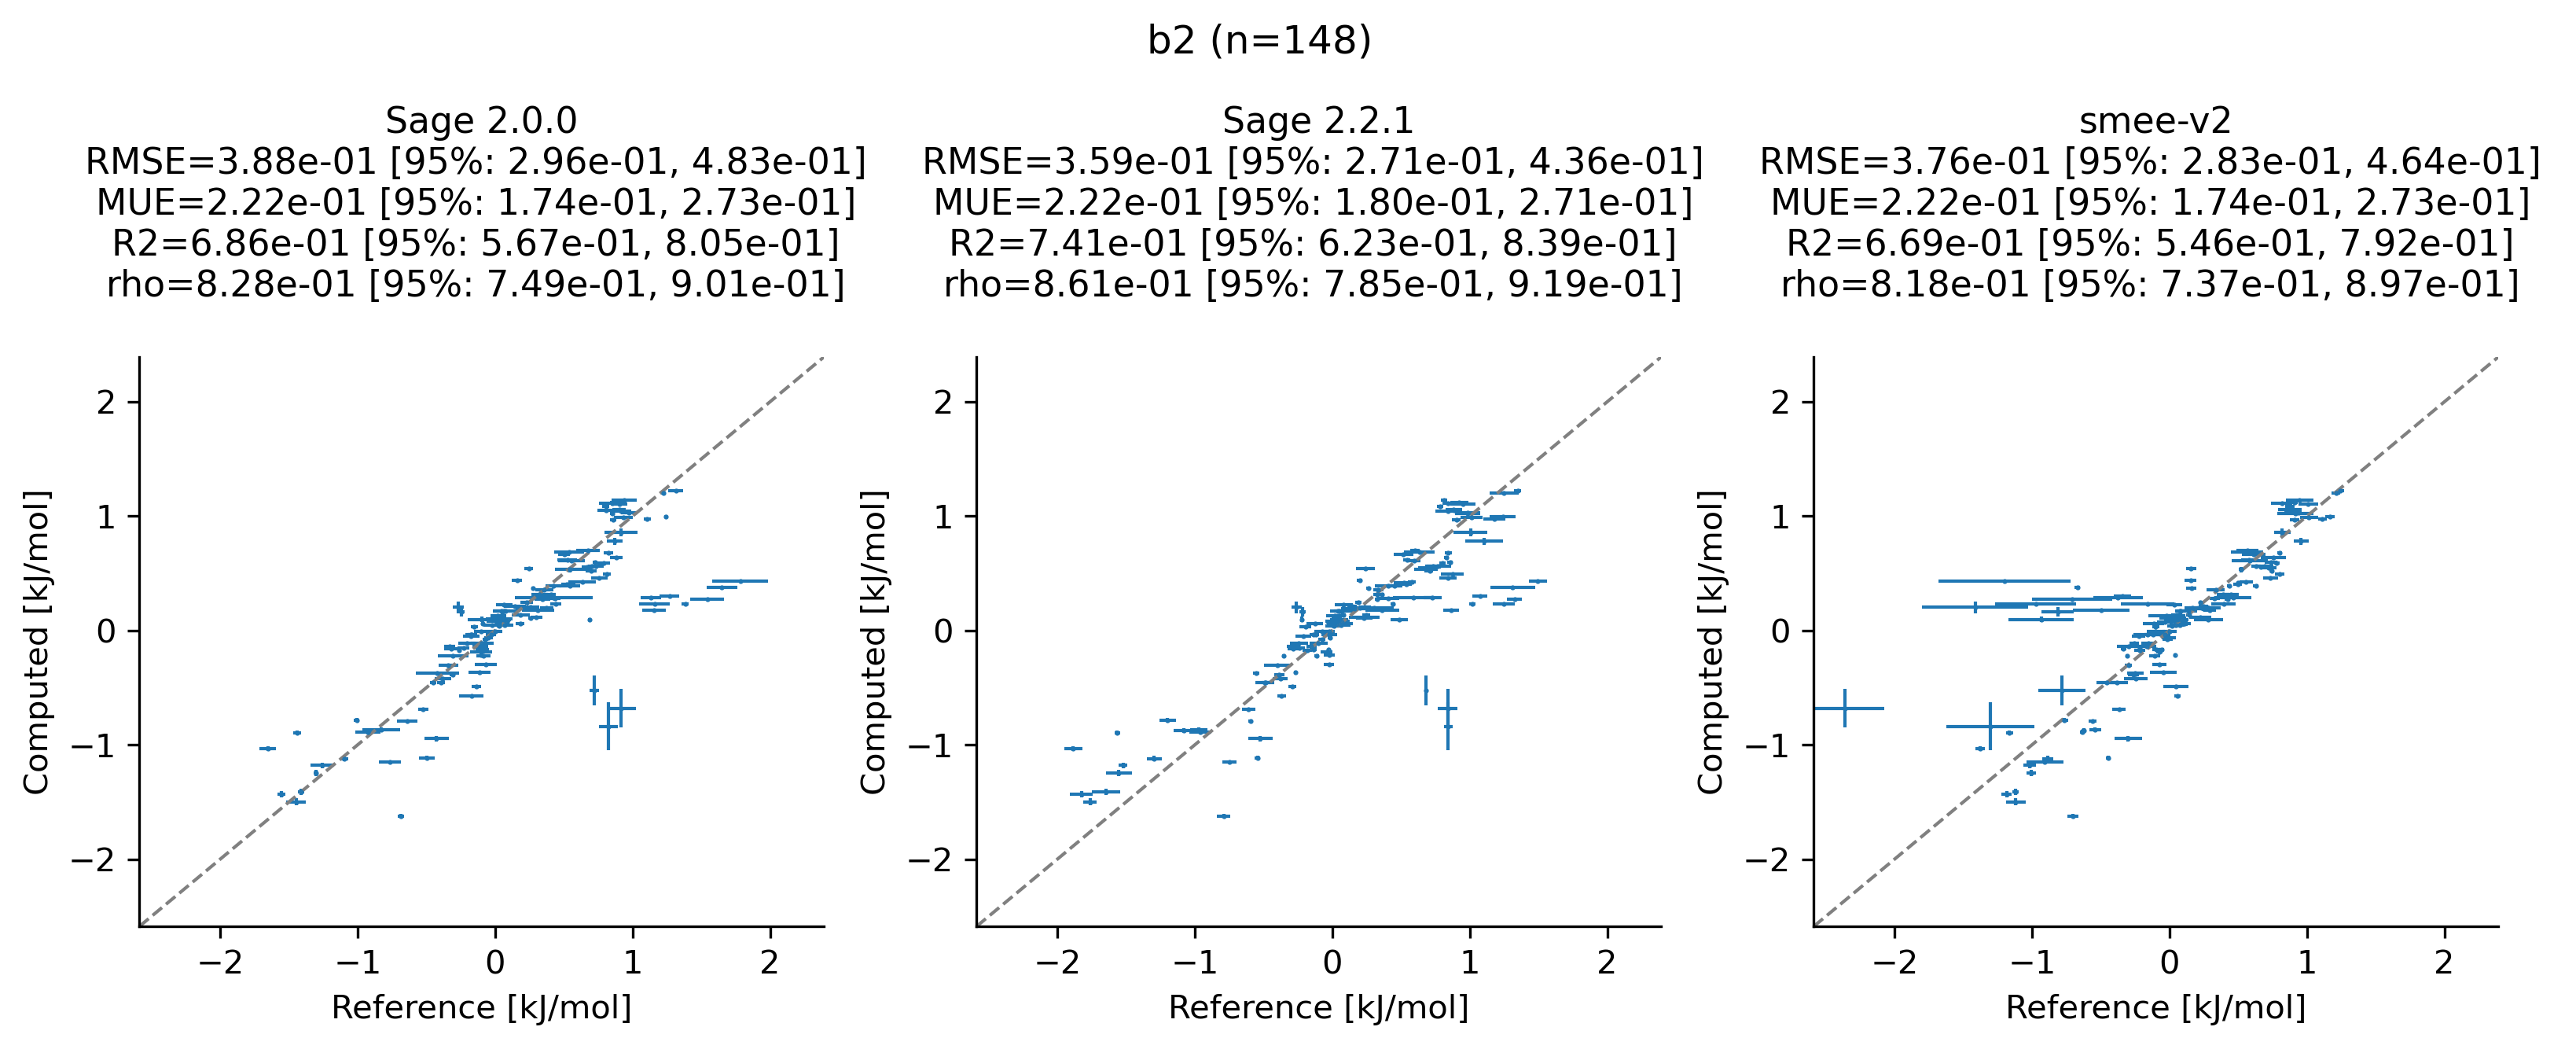 b2 (n=148)
Sage 2.0.0
RMSE=3.88e-01 [95%: 2.96e-01, 4.83e-01]
MUE=2.22e-01 [95%: 1.74e-01, 2.73e-01]
R2=6.86e-01 [95%: 5.67e-01, 8.05e-01]
rho=8.28e-01 [95%: 7.49e-01, 9.01e-01]
Computed [kJ/mol]
2
1
0
−1
−2
−2 −1 0 1 2
Reference [kJ/mol]
Sage 2.2.1
RMSE=3.59e-01 [95%: 2.71e-01, 4.36e-01]
MUE=2.22e-01 [95%: 1.80e-01, 2.71e-01]
R2=7.41e-01 [95%: 6.23e-01, 8.39e-01]
rho=8.61e-01 [95%: 7.85e-01, 9.19e-01]
Computed [kJ/mol]
2
1
0
−1
−2
−2 −1 0 1 2
Reference [kJ/mol]
smee-v2
RMSE=3.76e-01 [95%: 2.83e-01, 4.64e-01]
MUE=2.22e-01 [95%: 1.74e-01, 2.73e-01]
R2=6.69e-01 [95%: 5.46e-01, 7.92e-01]
rho=8.18e-01 [95%: 7.37e-01, 8.97e-01]
Computed [kJ/mol]
2
1
0
−1
−2
−2 −1 0 1 2
Reference [kJ/mol]